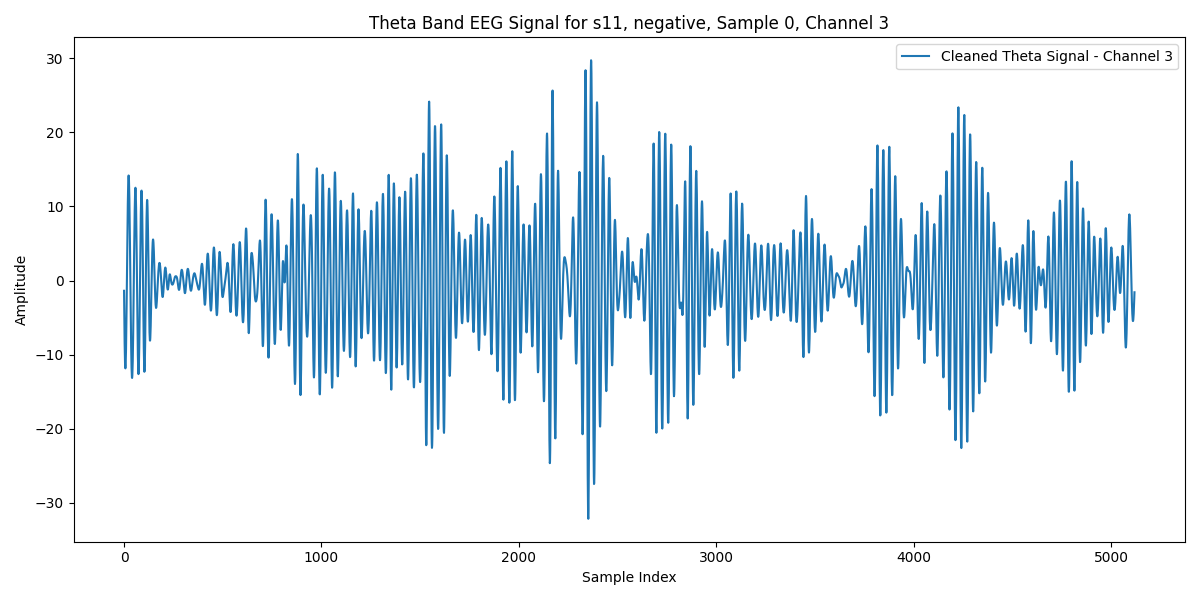 Theta Band EEG Signal for s11, negative, Sample 0, Channel 3
Cleaned Theta Signal - Channel 3
30
20
10
0
−10
−20
−30
Amplitude
0 1000 2000 3000 4000 5000
Sample Index